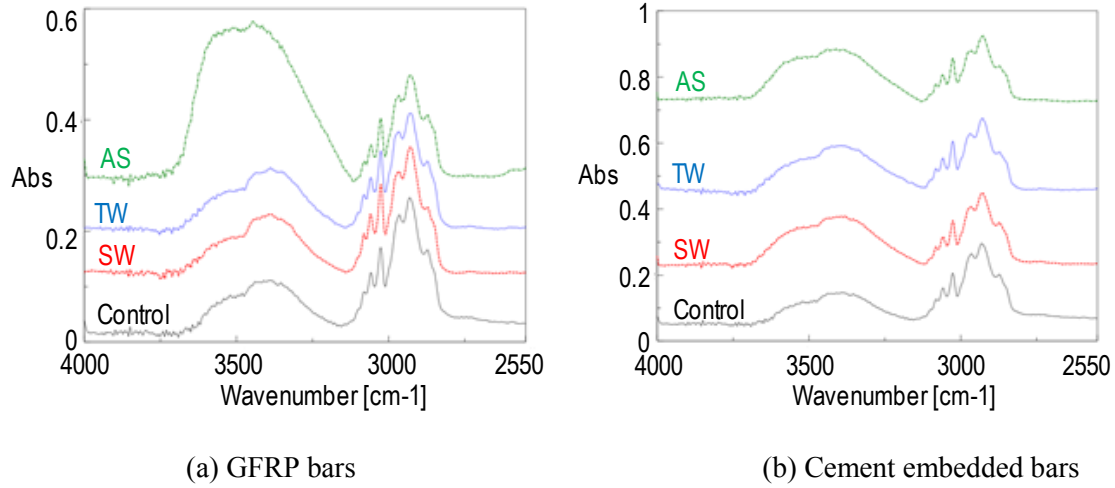 0.6
0.4
Abs
0.2
0
AS
TW
SW
Control
4000 3500 3000 2550
Wavenumber [cm-1]
(a) GFRP bars
1
0.8
0.6
Abs
0.4
0.2
0
AS
TW
SW
Control
4000 3500 3000 2550
Wavenumber [cm-1]
(b) Cement embedded bars